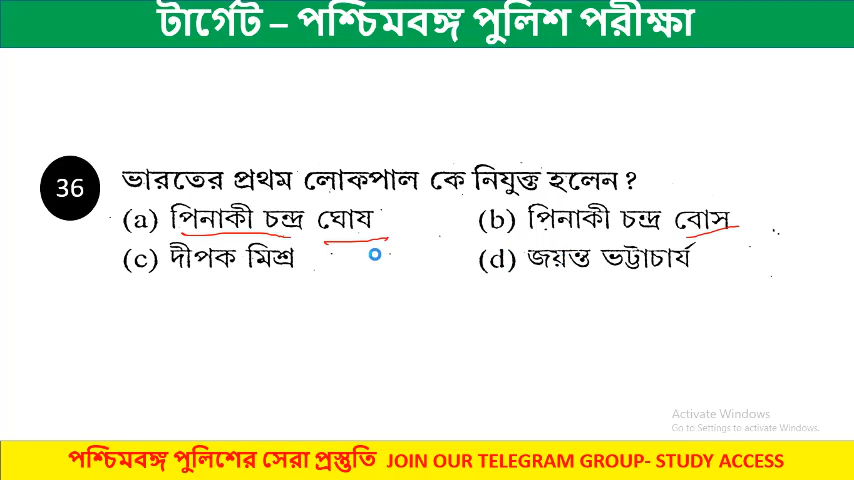 টার্গেট – পশ্চিমবঙ্গ পুলিশ পরীক্ষা
36 ভারতের প্রথম লোকপাল কে নিযুক্ত হলেন?
(a) পিনাকী চন্দ্র ঘোষ (b) পিনাকী চন্দ্র বোস
(c) দীপক মিশ্র (d) জয়ন্ত ভট্টাচার্য
Activate Windows
Go to Settings to activate Windows.
পশ্চিমবঙ্গ পুলিশের সেরা প্রস্তুতি JOIN OUR TELEGRAM GROUP- STUDY ACCESS